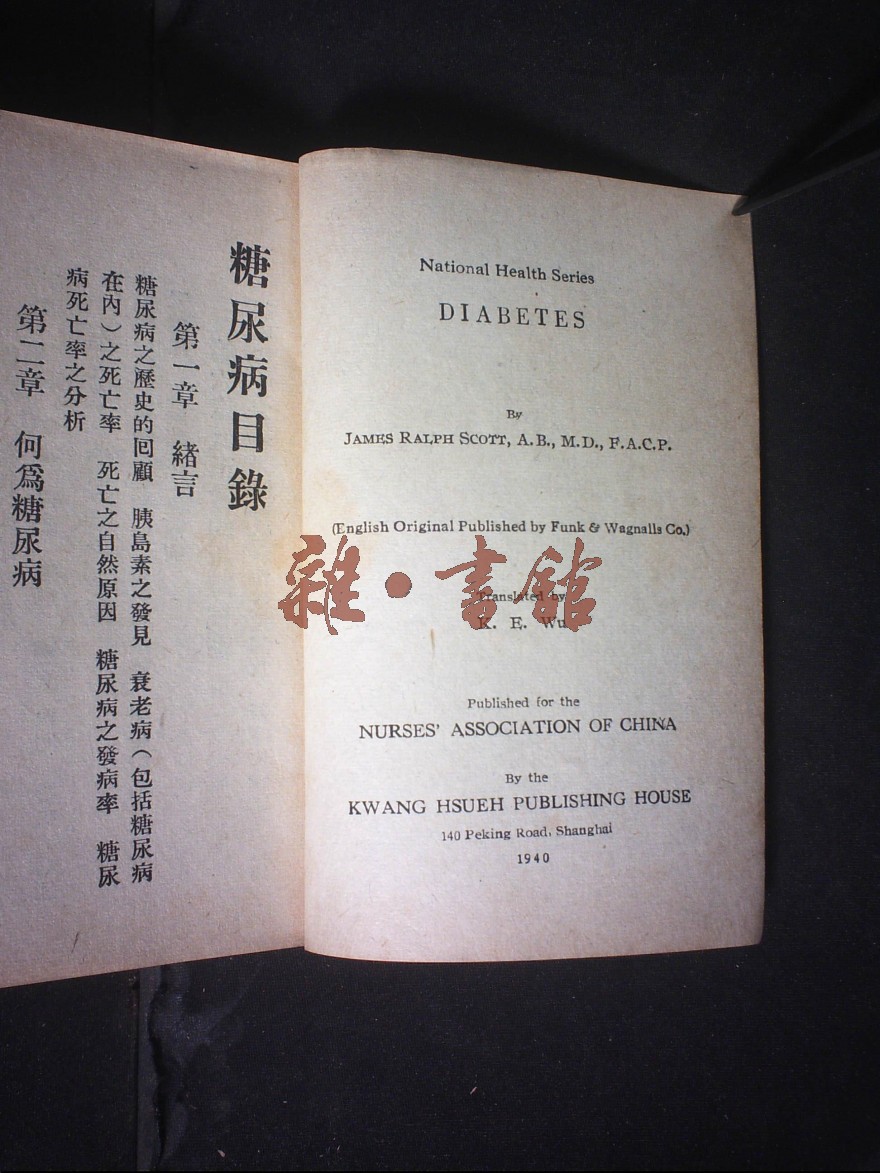 糖尿病目錄
第一章 緒言
糖尿病之歷史的囘顧 胰島素之發見 衰老病（包括糖尿病
在內）之死亡率 死亡之自然原因 糖尿病之發病率 糖尿
病死亡率之分析
第二章 何爲糖尿病
National Health Series
DIABETES
By
JAMES RALPH SCOTT, A.B., M.D., F.A.C.P.
(English Original Published by Funk & Wagnalls Co.)
Translated by
K. E. Wu
Published for the
NURSES' ASSOCIATION OF CHINA
By the
KWANG HSUEH PUBLISHING HOUSE
140 Peking Road, Shanghai
1940
雜·書館